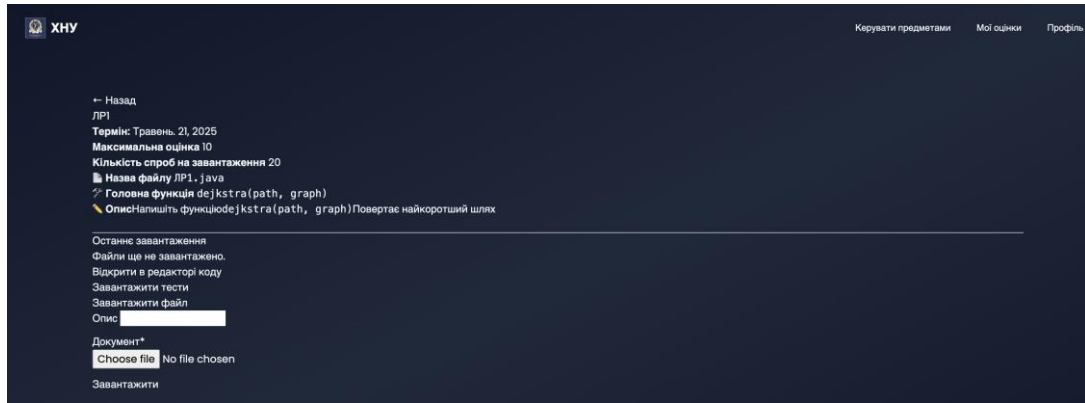 ХНУ
Керувати предметами Мої оцінки Профіль
← Назад
ЛР1
Термін: Травень. 21, 2025
Максимальна оцінка 10
Кількість спроб на завантаження 20
Назва файлу ЛР1.java
Головна функція dejkstra(path, graph)
ОписНапишіть функціюdejkstra(path, graph)Повертає найкоротший шлях
Останнє завантаження
Файли ще не завантажено.
Відкрити в редакторі коду
Завантажити тести
Завантажити файл
Опис
Документ*
Choose file No file chosen
Завантажити